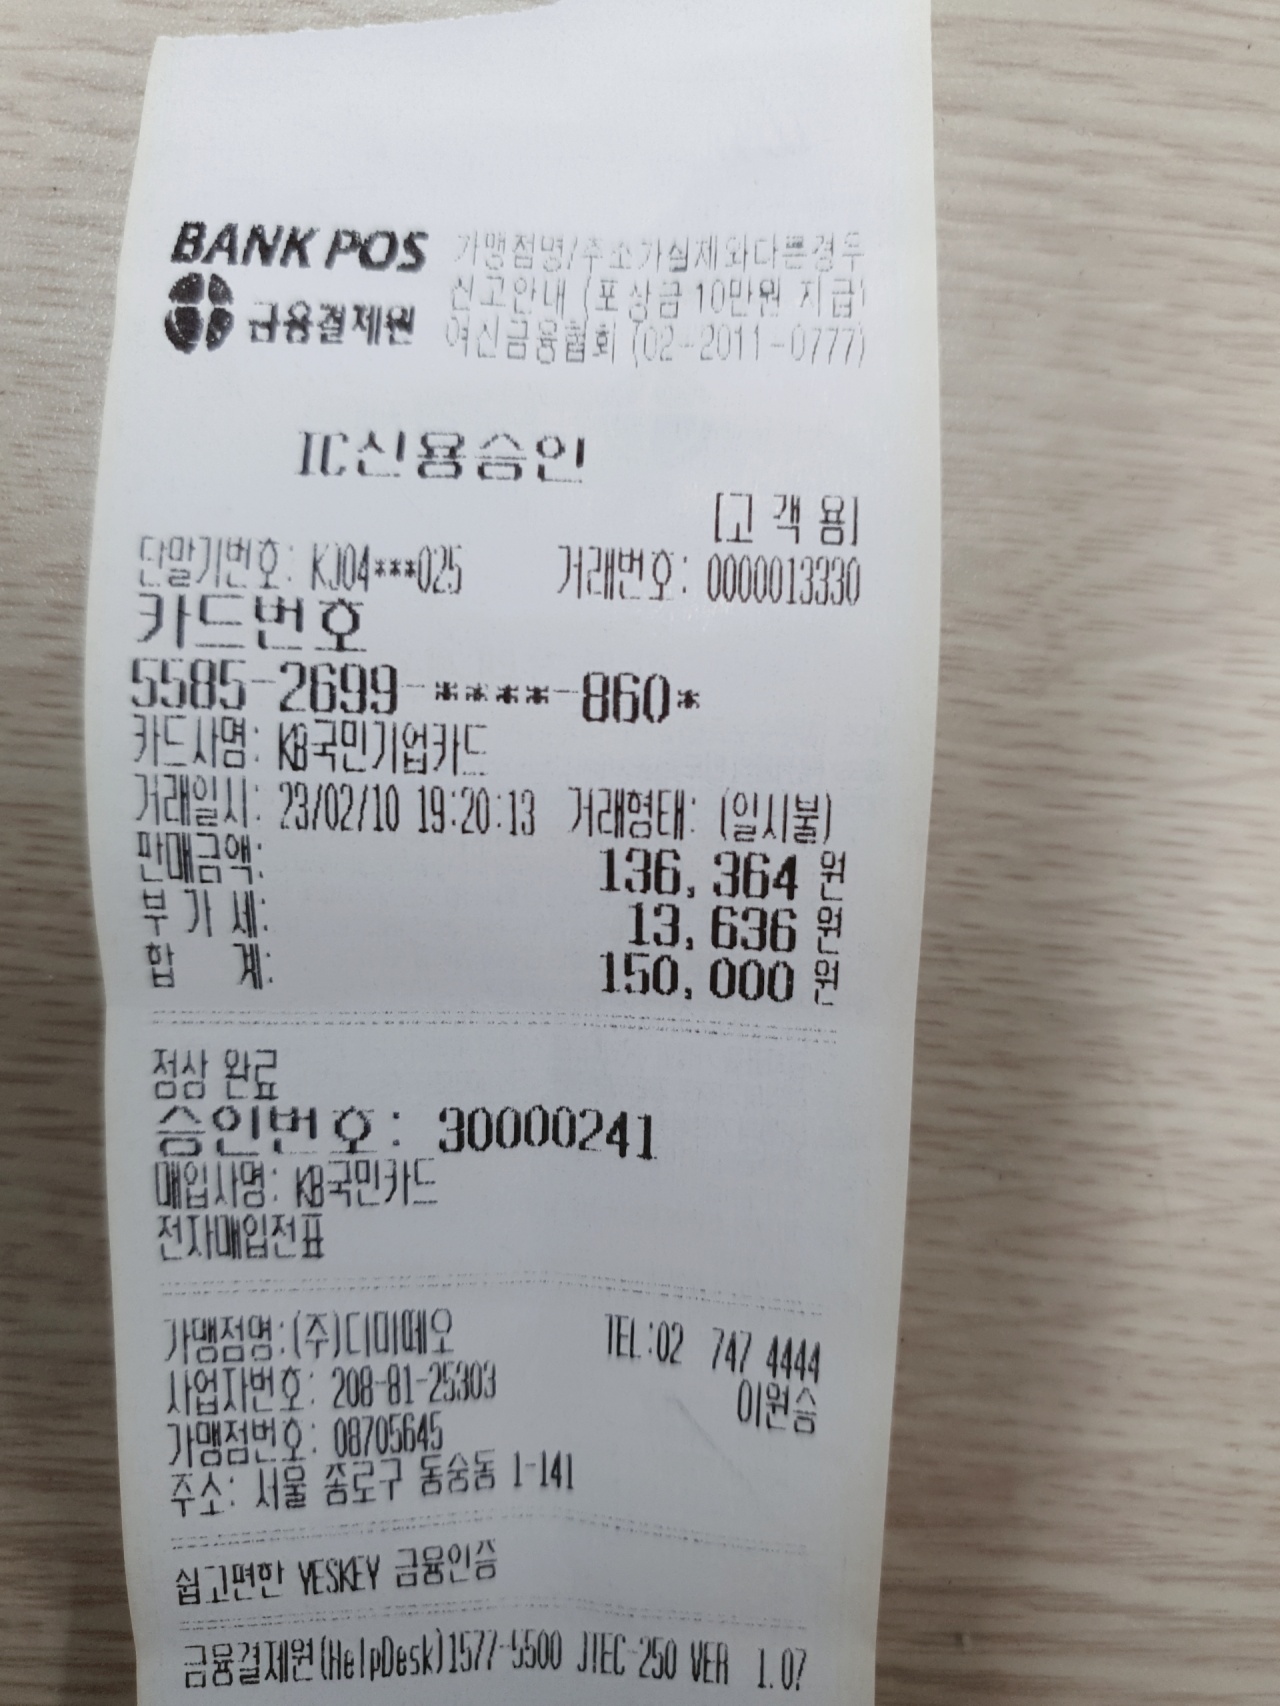 BANK POS
금융결제원
가맹점명/주소가실제와다른경우
신고안내 (포상금10만원 지급)
여신금융협회 (02-2011-0777)
IC신용승인
[고 객 용]
단말기번호: KJ04***025 거래번호: 0000013330
카드번호
5585-2699-****-860*
카드사명: KB국민기업카드
거래일시: 23/02/10 19:20:13 거래형태: (일시불)
판매금액: 136,364 원
부 가 세: 13,636 원
합 계: 150,000 원
정상 완료
승인번호: 30000241
매입사명: KB국민카드
전자매입전표
가맹점명:(주)디미떼오 TEL:02 747 4444
사업자번호: 208-81-25303 이원승
가맹점번호: 08705645
주소: 서울 종로구 동숭동 1-141
쉽고편한 YESKEY 금융인증
금융결제원(HelpDesk)1577-5500 JTEC-250 VER 1.07